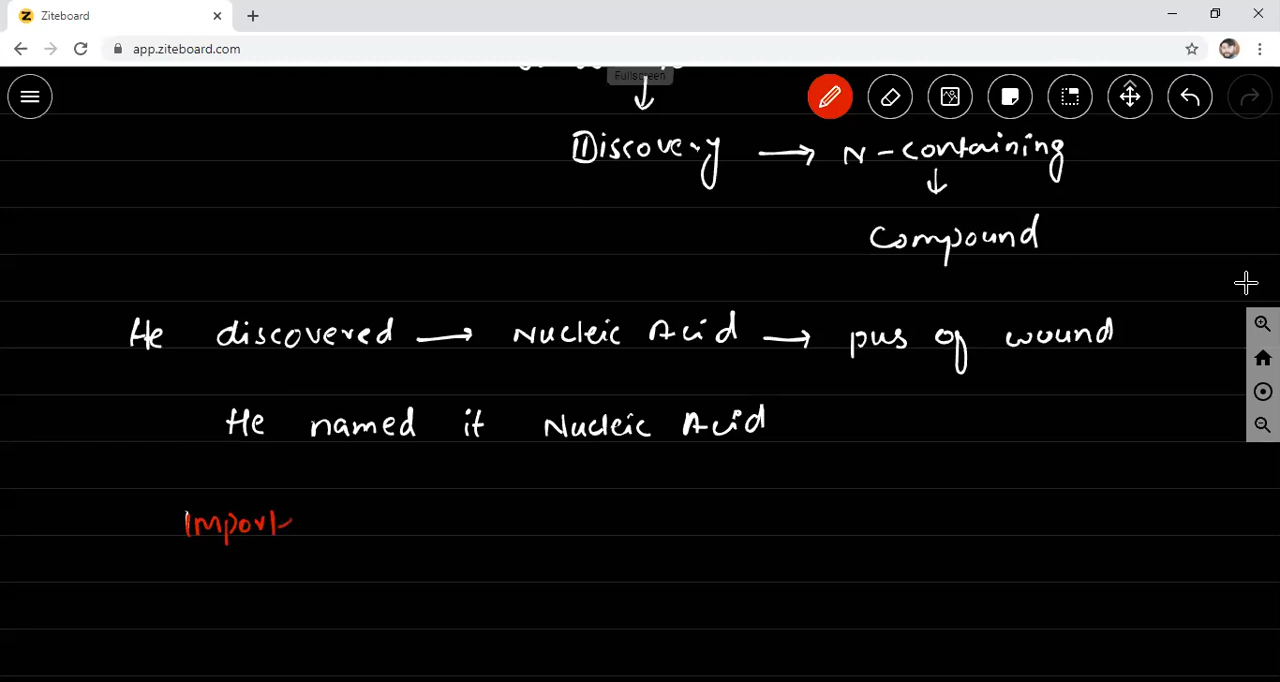 Ziteboard
app.ziteboard.com
Fullscreen
Discovery → N-containing
↓
Compound
He discovered → Nucleic Acid → pus of wound
He named it Nucleic Acid
Import